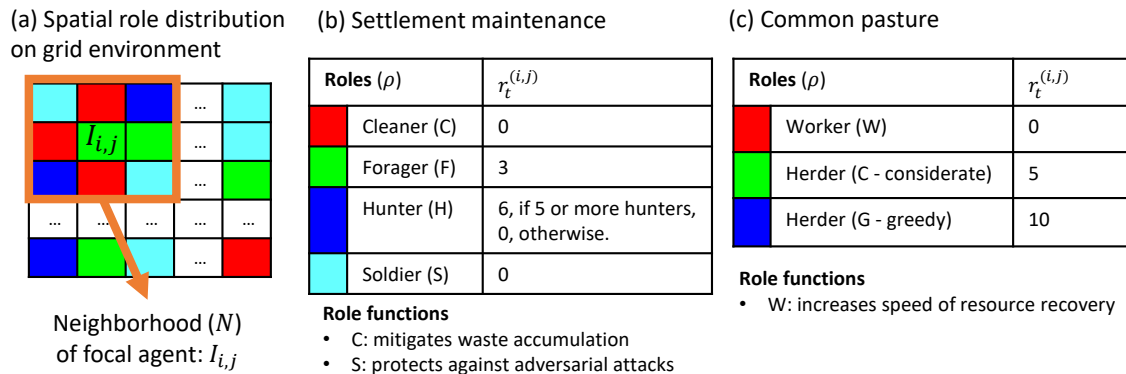 (a) Spatial role distribution
on grid environment
...
I_{i,j}
...
...
... ... ... ... ...
...
Neighborhood (N)
of focal agent: I_{i,j}
(b) Settlement maintenance
Roles (ρ) r_t^{(i,j)}
Cleaner (C) 0
Forager (F) 3
Hunter (H) 6, if 5 or more hunters,
0, otherwise.
Soldier (S) 0
Role functions
• C: mitigates waste accumulation
• S: protects against adversarial attacks
(c) Common pasture
Roles (ρ) r_t^{(i,j)}
Worker (W) 0
Herder (C - considerate) 5
Herder (G - greedy) 10
Role functions
• W: increases speed of resource recovery